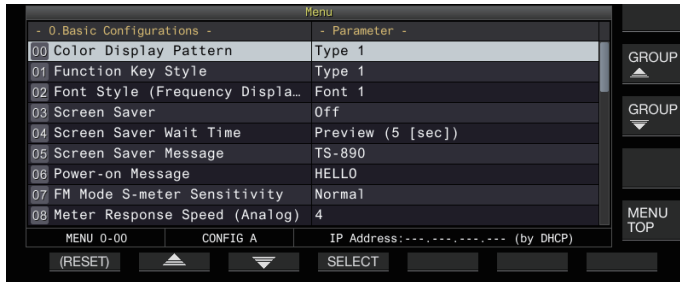 Menu
- 0.Basic Configurations - - Parameter -
00 Color Display Pattern Type 1
01 Function Key Style Type 1
02 Font Style (Frequency Displa… Font 1
03 Screen Saver Off
04 Screen Saver Wait Time Preview (5 [sec])
05 Screen Saver Message TS-890
06 Power-on Message HELLO
07 FM Mode S-meter Sensitivity Normal
08 Meter Response Speed (Analog) 4
MENU 0-00 CONFIG A IP Address:---.---.---.--- (by DHCP)
(RESET) SELECT
GROUP
GROUP
MENU
TOP